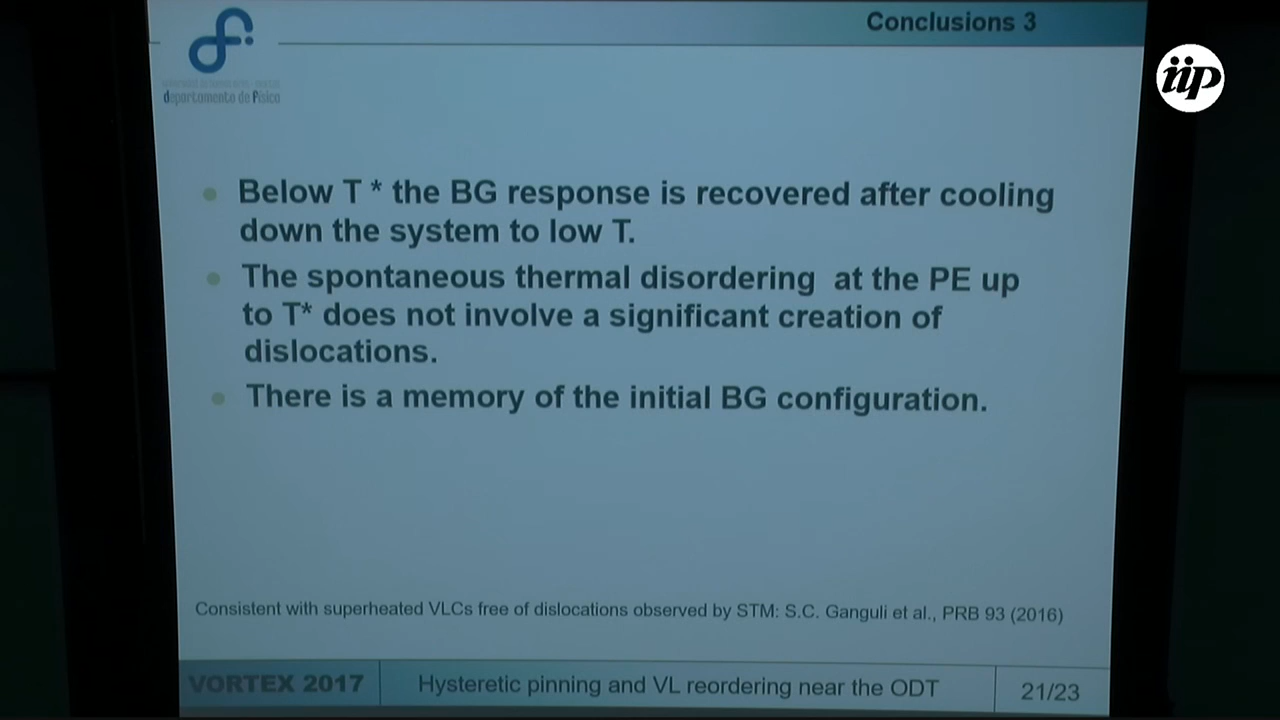 Conclusions 3
iip
departamento de física
Below T * the BG response is recovered after cooling
down the system to low T.
The spontaneous thermal disordering at the PE up
to T* does not involve a significant creation of
dislocations.
There is a memory of the initial BG configuration.
Consistent with superheated VLCs free of dislocations observed by STM: S.C. Ganguli et al., PRB 93 (2016)
VORTEX 2017
Hysteretic pinning and VL reordering near the ODT
21/23